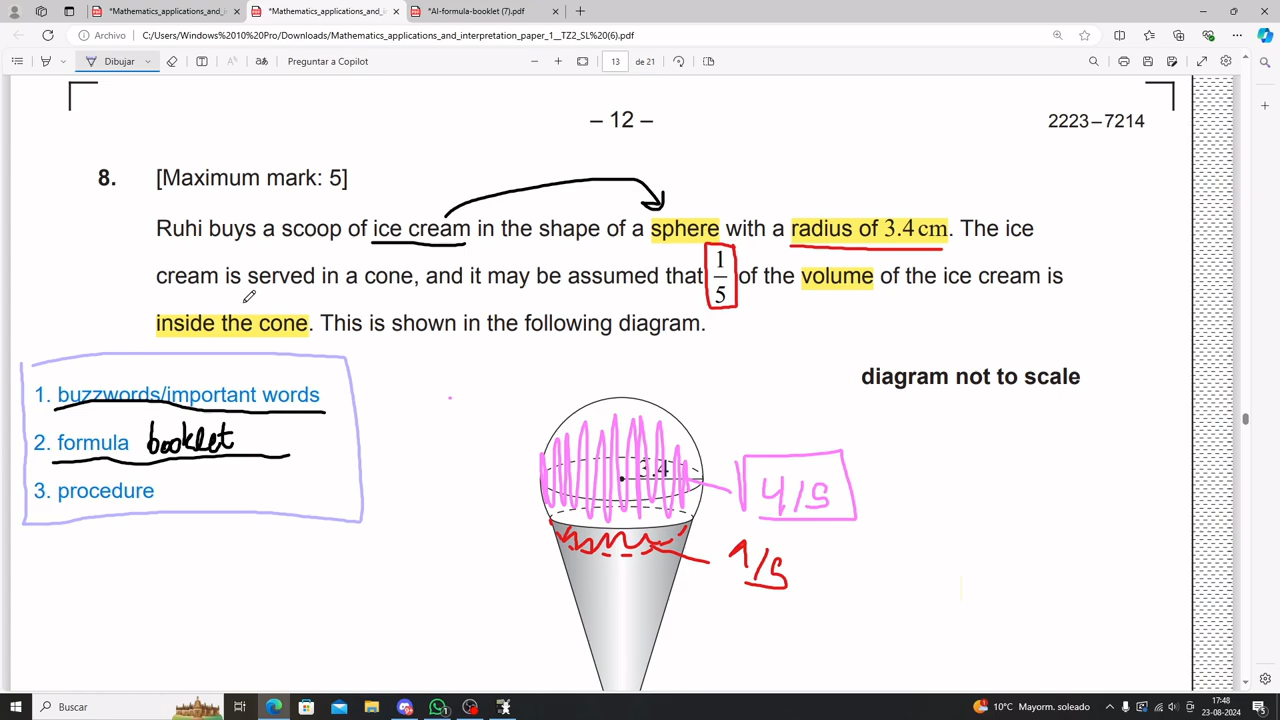 *Mathematics_applications_and_in
*Mathematics_applications_and_in
*AI-formula-booklet (7).pdf
Archivo
C:/Users/Windows%2010%20Pro/Downloads/Mathematics_applications_and_interpretation_paper_1__TZ2_SL%20(6).pdf
Dibujar
Preguntar a Copilot
13
de 21
– 12 –
2223 – 7214
8.
[Maximum mark: 5]
Ruhi buys a scoop of ice cream in the shape of a sphere with a radius of 3.4 cm. The ice
cream is served in a cone, and it may be assumed that 1/5 of the volume of the ice cream is
inside the cone. This is shown in the following diagram.
diagram not to scale
1. buzzwords/important words
2. formula booklet
3. procedure
3.4
4/5
1/5
Buscar
10°C Mayorm. soleado
17:48
23-08-2024